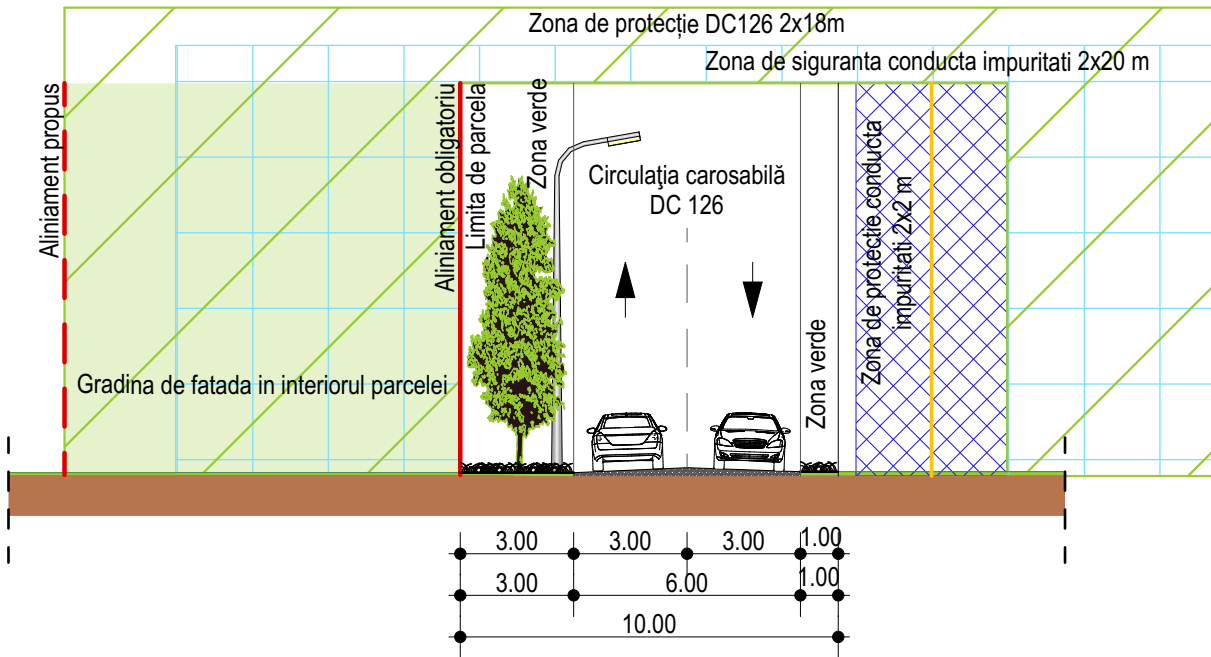 Zona de protecție DC126 2x18m
Zona de siguranta conducta impuritati 2x20 m
Aliniament propus
Aliniament obligatoriu
Limita de parcela
Zona verde
Circulaţia carosabilă
DC 126
Zona verde
Zona de protectie conducta
impuritati 2x2 m
Gradina de fatada in interiorul parcelei
3.00 3.00 3.00 1.00
3.00 6.00 1.00
10.00